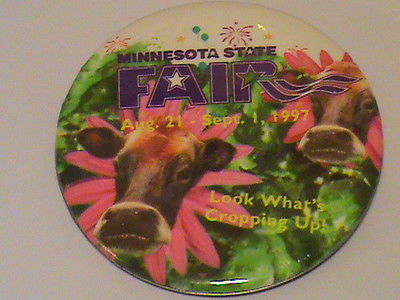 MINNESOTA STATE
FAIR
Aug. 21 - Sept. 1, 1997
Look What's
Cropping Up!